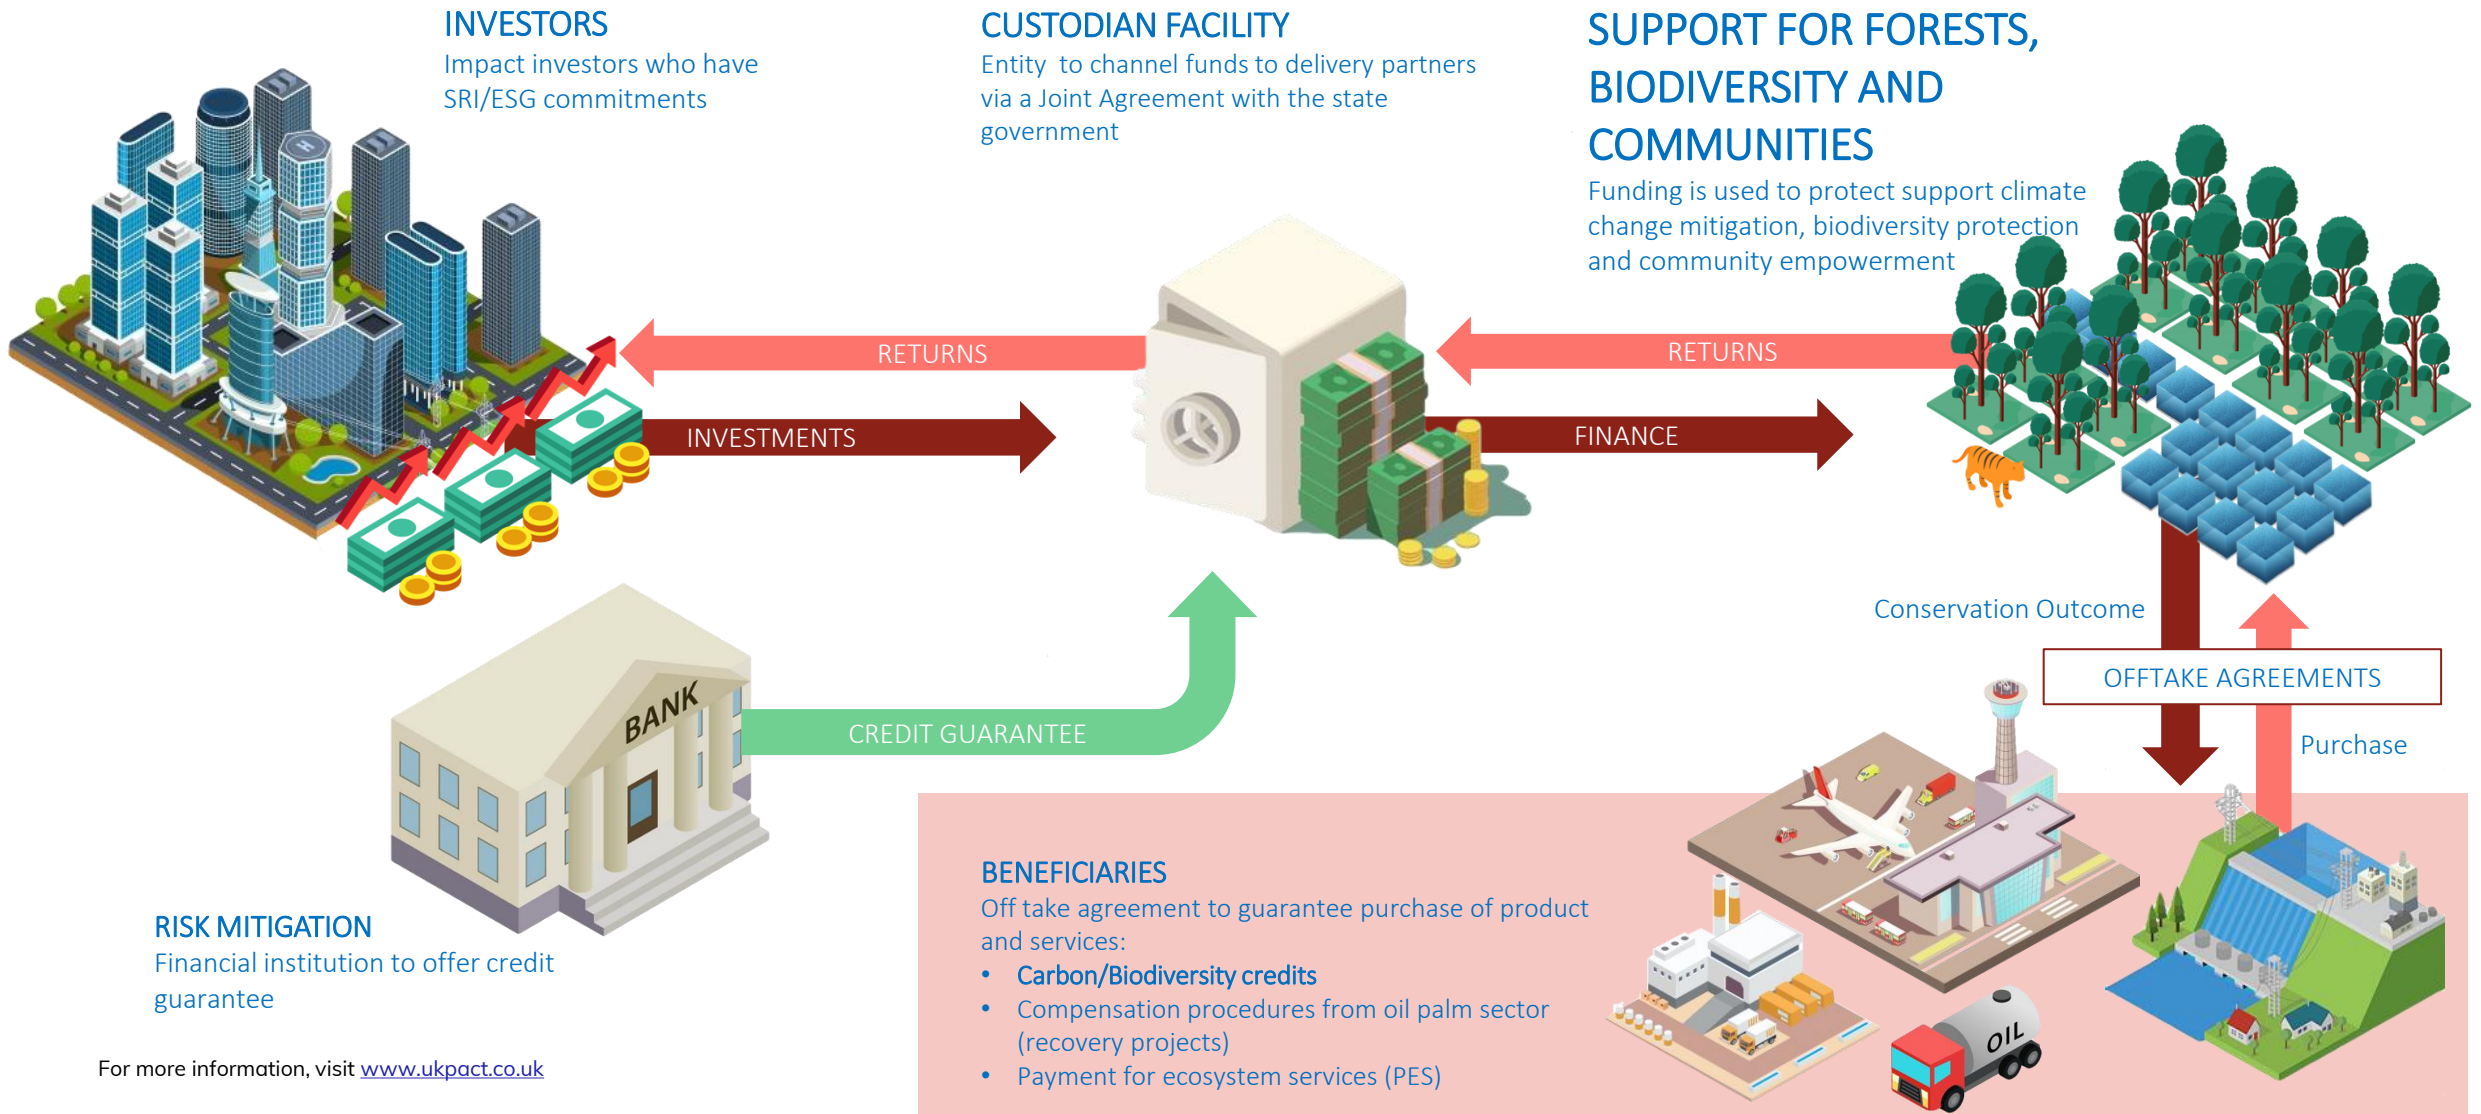 INVESTORS
Impact investors who have
SRI/ESG commitments
CUSTODIAN FACILITY
Entity to channel funds to delivery partners
via a Joint Agreement with the state
government
SUPPORT FOR FORESTS,
BIODIVERSITY AND
COMMUNITIES
Funding is used to protect support climate
change mitigation, biodiversity protection
and community empowerment
RETURNS
RETURNS
INVESTMENTS
FINANCE
Conservation Outcome
OFFTAKE AGREEMENTS
Purchase
BANK
CREDIT GUARANTEE
RISK MITIGATION
Financial institution to offer credit
guarantee
BENEFICIARIES
Off take agreement to guarantee purchase of product
and services:
• Carbon/Biodiversity credits
• Compensation procedures from oil palm sector
(recovery projects)
• Payment for ecosystem services (PES)
H
OIL
For more information, visit www.ukpact.co.uk